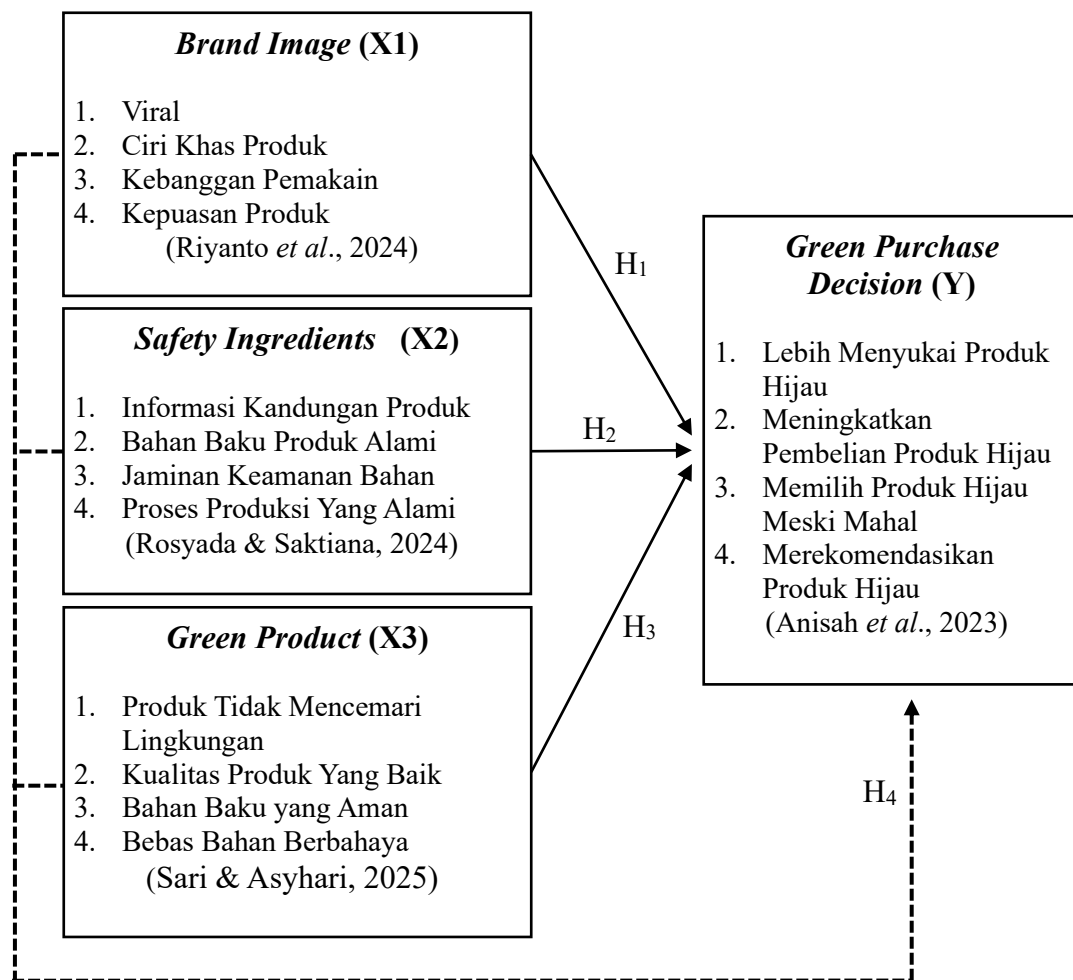 Brand Image (X1)
1. Viral
2. Ciri Khas Produk
3. Kebanggan Pemakain
4. Kepuasan Produk
(Riyanto et al., 2024)
Safety Ingredients (X2)
1. Informasi Kandungan Produk
2. Bahan Baku Produk Alami
3. Jaminan Keamanan Bahan
4. Proses Produksi Yang Alami
(Rosyada & Saktiana, 2024)
Green Product (X3)
1. Produk Tidak Mencemari
Lingkungan
2. Kualitas Produk Yang Baik
3. Bahan Baku yang Aman
4. Bebas Bahan Berbahaya
(Sari & Asyhari, 2025)
H1
H2
H3
Green Purchase
Decision (Y)
1. Lebih Menyukai Produk
Hijau
2. Meningkatkan
Pembelian Produk Hijau
3. Memilih Produk Hijau
Meski Mahal
4. Merekomendasikan
Produk Hijau
(Anisah et al., 2023)
H4